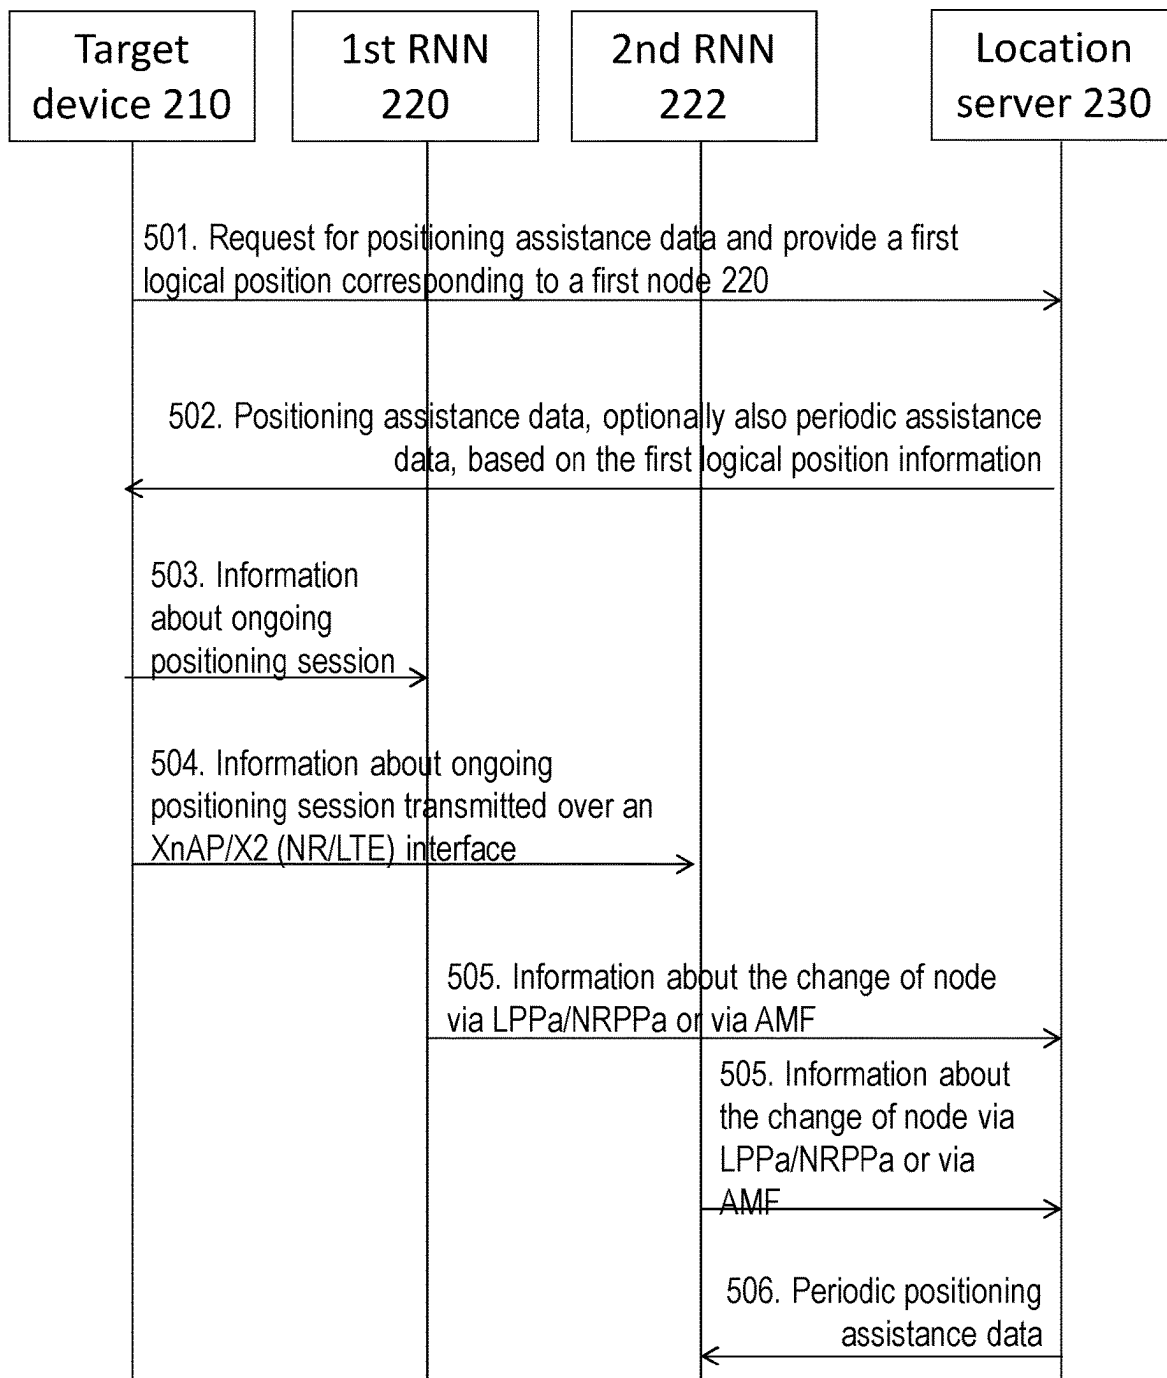 Target
device 210
1st RNN
220
2nd RNN
222
Location
server 230
501. Request for positioning assistance data and provide a first
logical position corresponding to a first node 220
502. Positioning assistance data, optionally also periodic assistance
data, based on the first logical position information
503. Information
about ongoing
positioning session
504. Information about ongoing
positioning session transmitted over an
XnAP/X2 (NR/LTE) interface
505. Information about the change of node
via LPPa/NRPPa or via AMF
505. Information about
the change of node via
LPPa/NRPPa or via
AMF
506. Periodic positioning
assistance data